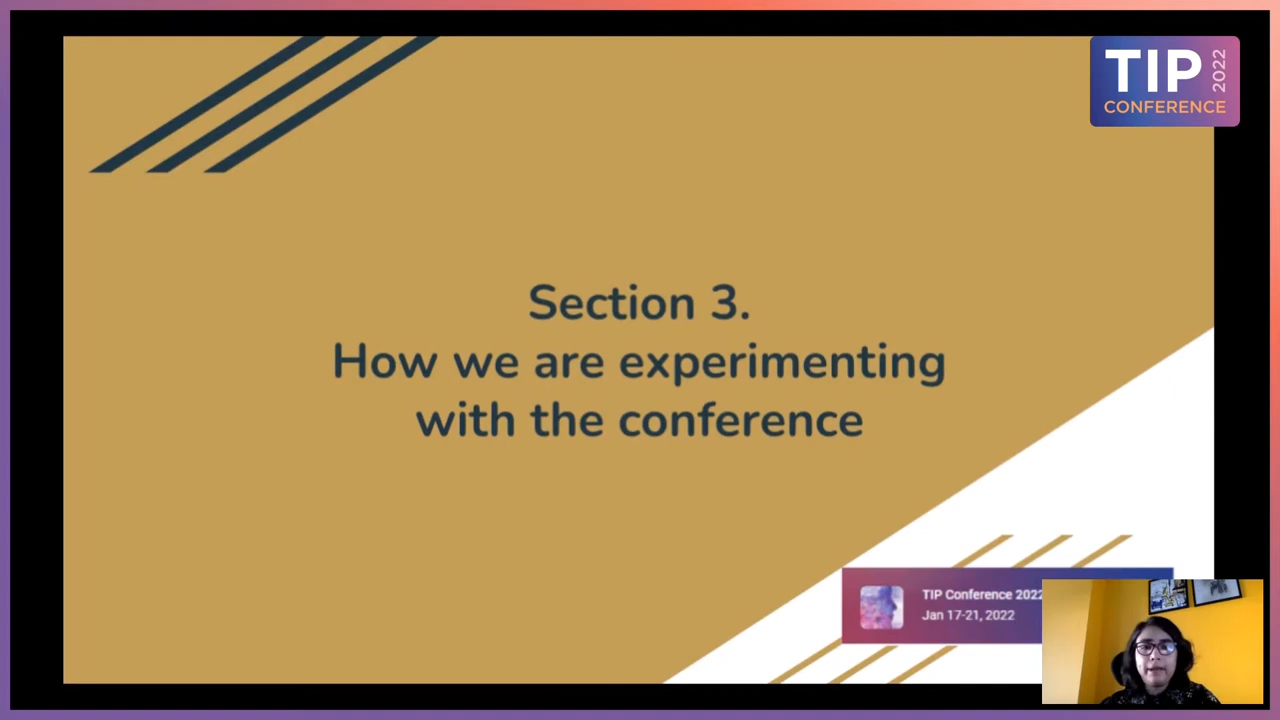 TIP 2022
CONFERENCE
Section 3.
How we are experimenting
with the conference
TIP Conference 2022
Jan 17-21, 2022